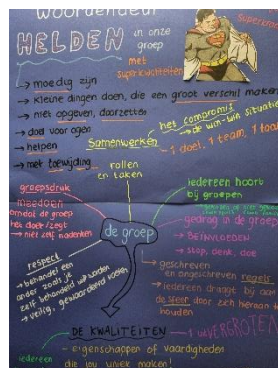 woordendeur
HELDEN in onze groep
met superkwaliteiten
→ moedig zijn
→ kleine dingen doen, die een groot verschil maken
→ niet opgeven, doorzetten
→ doel voor ogen
→ helpen
→ met toewijding
Samenwerken
het compromis
de win-win situatie
1 doel, 1 team, 1 taak
rollen en taken
groepsdruk
meedoen
omdat de groep
het doet/zegt
→ niet zelf nadenken
iedereen hoort
bij groepen
de groep
gedrag in de groep
→ BEÏNVLOEDEN
→ stop, denk, doe
respect
→ behandel een
ander zoals je
zelf behandeld wil worden
→ veilig, gewaardeerd voelen
→ geschreven
en ongeschreven regels
→ iedereen draagt bij aan
de sfeer door zich hieraan te
houden
DE KWALITEITEN
VERGROTEN
iedereen
- eigenschappen of vaardigheden
die jou uniek maken!